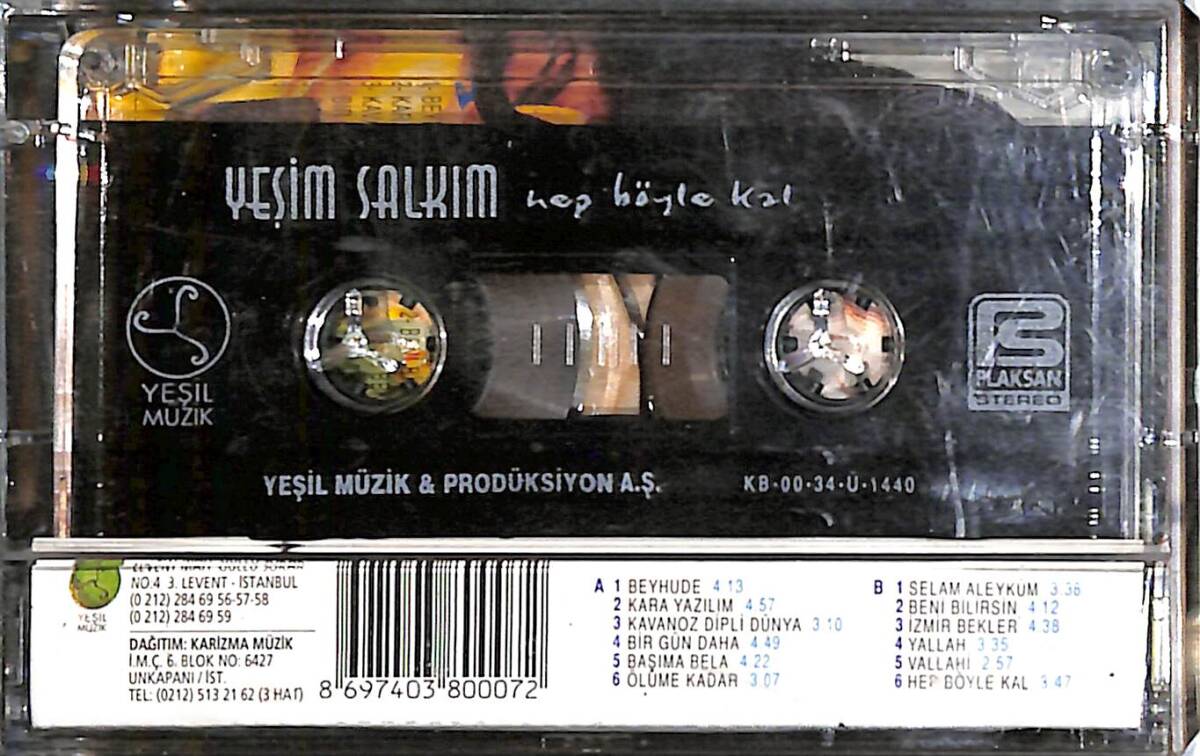 YEŞİM SALKIM hep böyle kal
YEŞİL
MÜZİK
PS
PLAKSAN
STEREO
YEŞİL MÜZİK & PRODÜKSİYON A.Ş.
KB-00-34-Ü-1440
NO.4 3. LEVENT - İSTANBUL
(0 212) 284 69 56-57-58
(0 212) 284 69 59
YEŞİL
MÜZİK
DAĞITIM: KARİZMA MÜZİK
İ.M.Ç. 6. BLOK NO: 6427
UNKAPANI / İST.
TEL: (0212) 513 21 62 (3 HAT)
8 697403 800072
A 1 BEYHUDE 4.13
2 KARA YAZILIM 4.57
3 KAVANOZ DİPLİ DÜNYA 3.10
4 BİR GÜN DAHA 4.49
5 BAŞIMA BELA 4.22
6 ÖLÜME KADAR 3.07
B 1 SELAM ALEYKÜM 3.36
2 BENİ BİLİRSİN 4.12
3 İZMİR BEKLER 4.38
4 YALLAH 3.35
5 VALLAHİ 2.57
6 HEP BÖYLE KAL 3.47